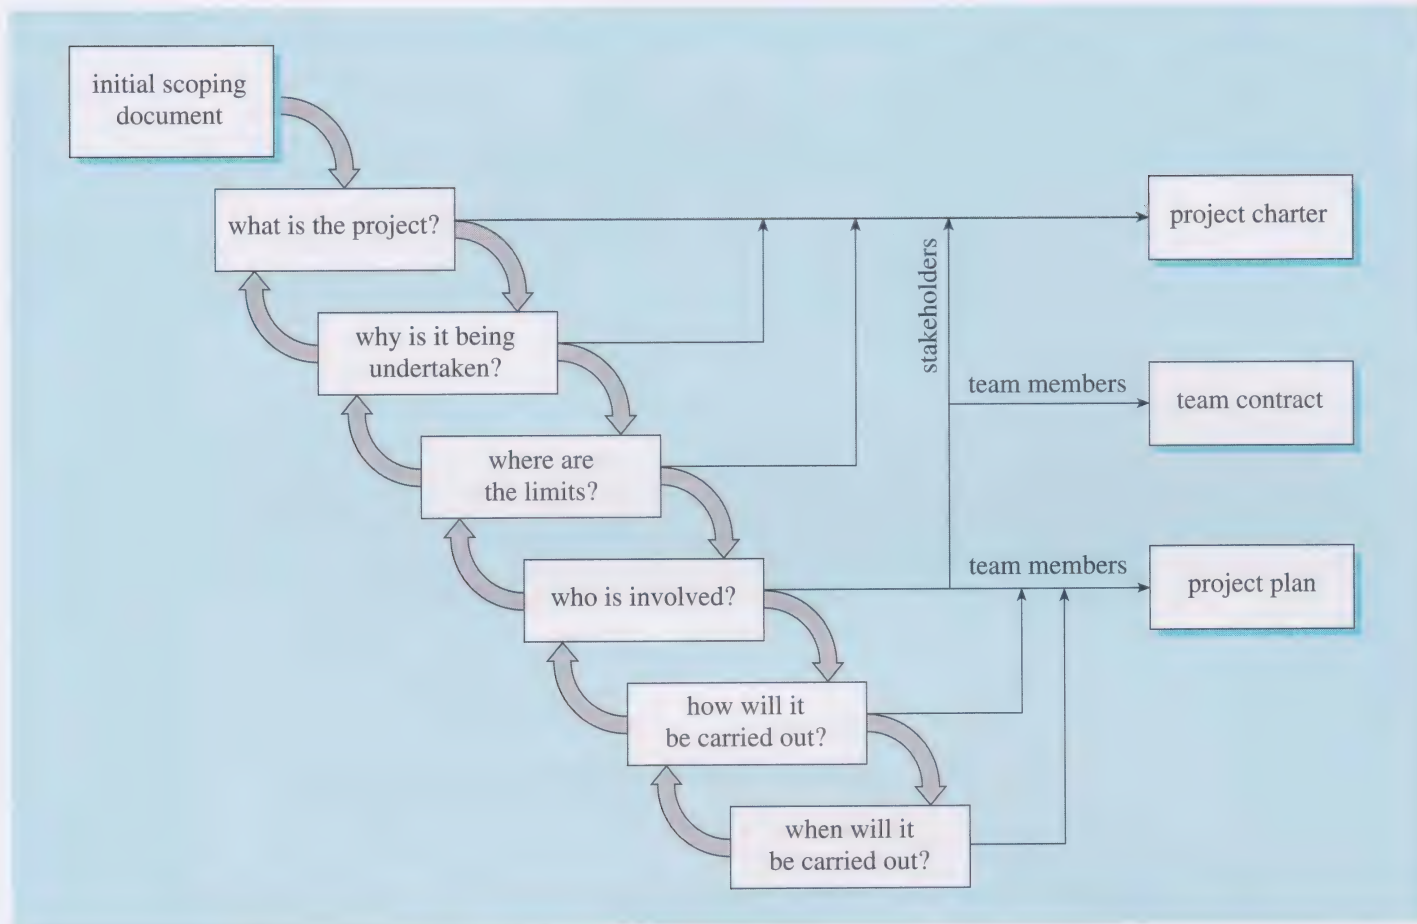 initial scoping
document
what is the project?
project charter
why is it being
undertaken?
stakeholders
team members
team contract
where are
the limits?
team members
who is involved?
project plan
how will it
be carried out?
when will it
be carried out?